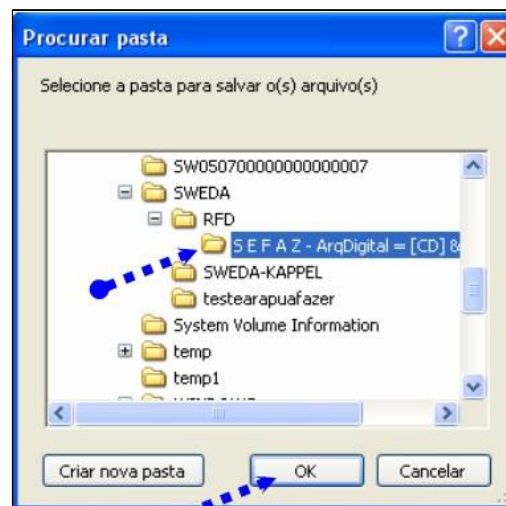 Procurar pasta
Selecione a pasta para salvar o(s) arquivo(s)
SW050700000000000007
SWEDA
RFD
S E F A Z - ArqDigital = [CD] &
SWEDA-KAPPEL
testearapuafazer
System Volume Information
temp
temp1
Criar nova pasta
OK
Cancelar